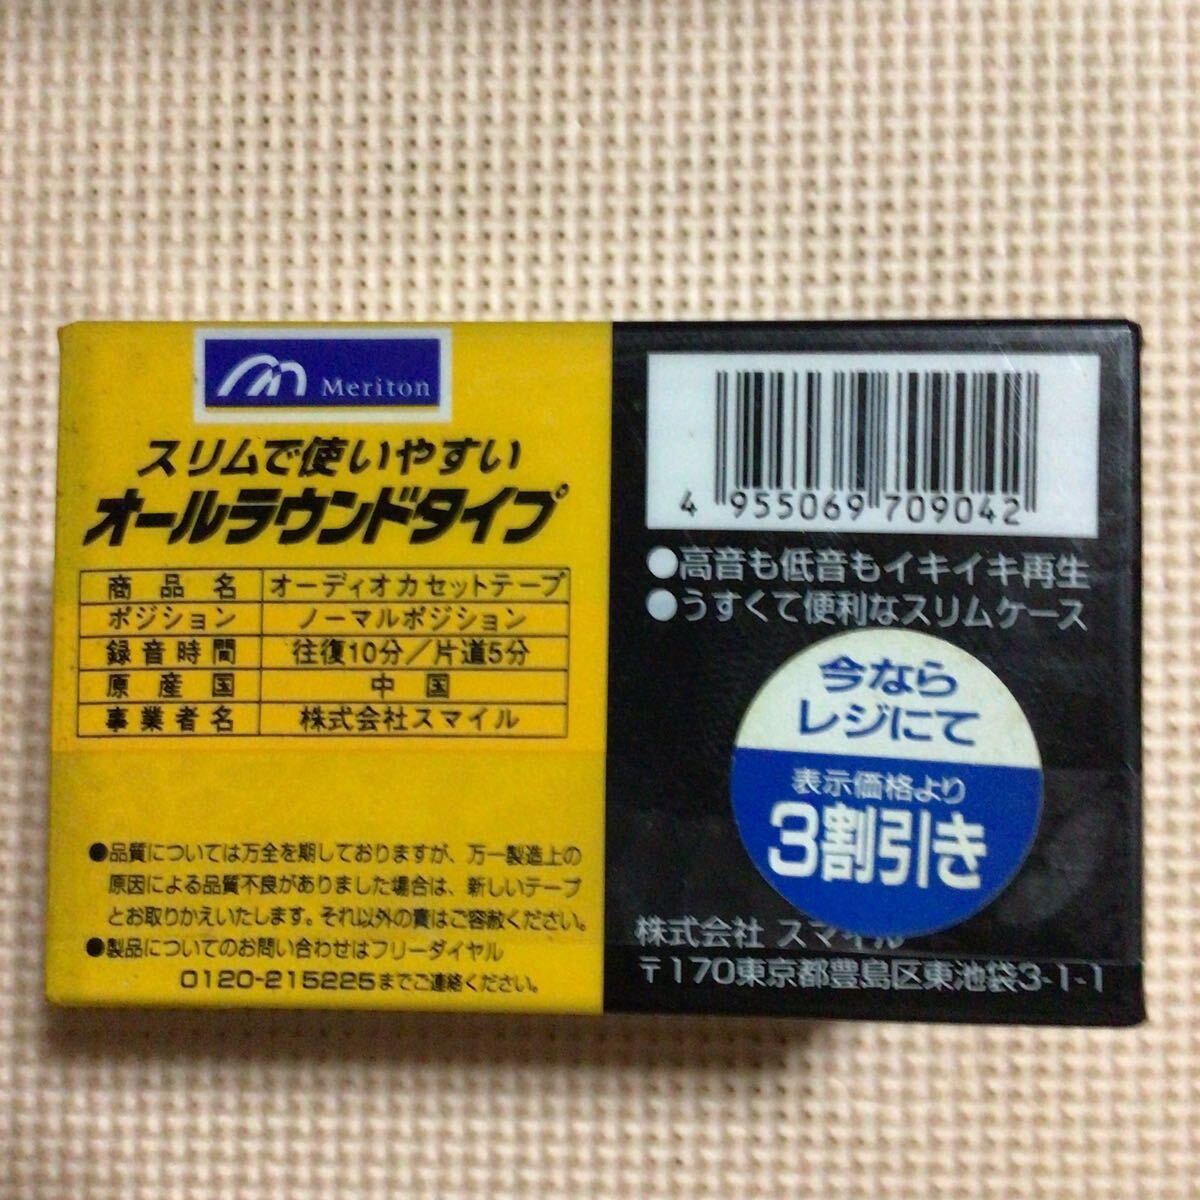 Meriton
スリムで使いやすい
オールラウンドタイプ
商品名 オーディオカセットテープ
ポジション ノーマルポジション
録音時間 往復10分/片道5分
原産国 中国
事業者名 株式会社スマイル
●品質については万全を期しておりますが、万一製造上の
原因による品質不良がありました場合は、新しいテープ
とお取りかえいたします。それ以外の責はご容赦ください。
●製品についてのお問い合わせはフリーダイヤル
0120-215225までご連絡ください。
4 955069 709042
●高音も低音もイキイキ再生
●うすくて便利なスリムケース
今なら
レジにて
表示価格より
3割引き
株式会社 スマイル
〒170東京都豊島区東池袋3-1-1